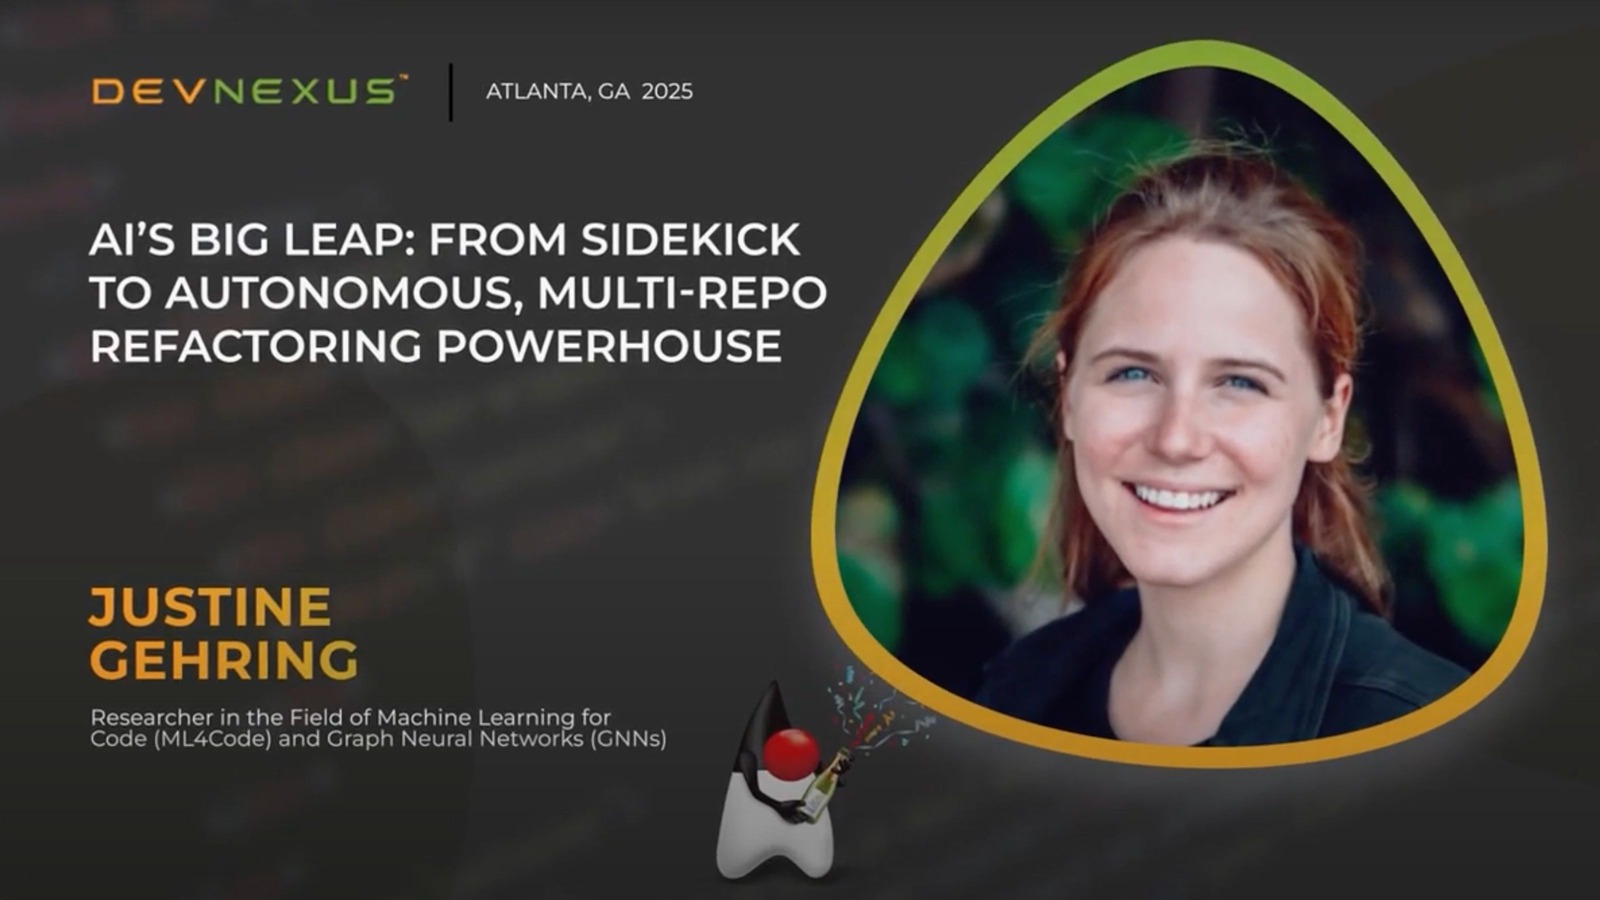 DEVNEXUS™
ATLANTA, GA 2025
AI'S BIG LEAP: FROM SIDEKICK
TO AUTONOMOUS, MULTI-REPO
REFACTORING POWERHOUSE
JUSTINE
GEHRING
Researcher in the Field of Machine Learning for
Code (ML4Code) and Graph Neural Networks (GNNs)